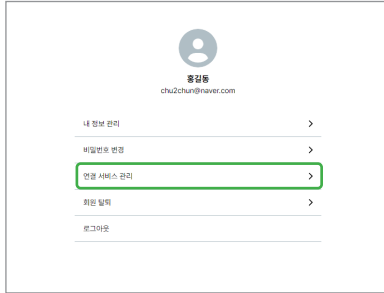 홍길동
chu2chun@naver.com
내 정보 관리
비밀번호 변경
연결 서비스 관리
회원 탈퇴
로그아웃